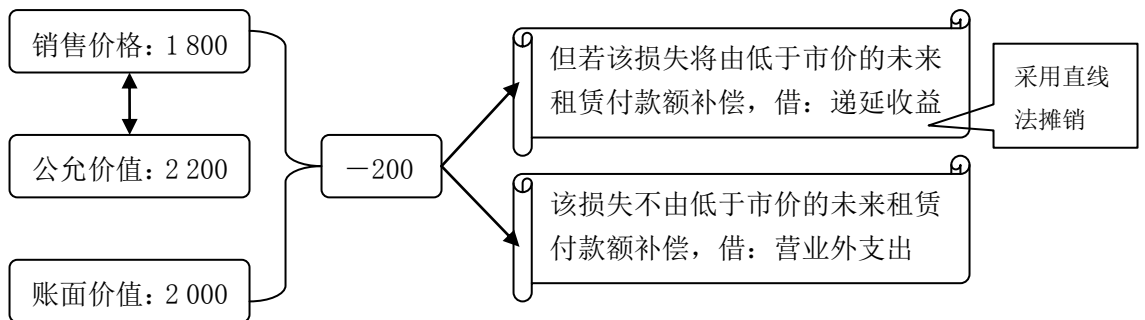 销售价格：1 800
公允价值：2 200
账面价值：2 000
－200
但若该损失将由低于市价的未来
租赁付款额补偿，借：递延收益
采用直线
法摊销
该损失不由低于市价的未来租赁
付款额补偿，借：营业外支出